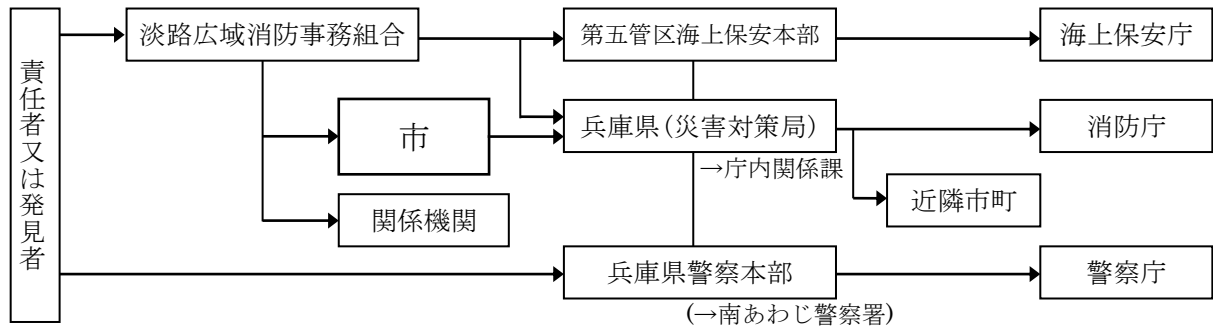 責任者又は発見者
淡路広域消防事務組合
第五管区海上保安本部
海上保安庁
市
兵庫県(災害対策局)
消防庁
→庁内関係課
近隣市町
関係機関
兵庫県警察本部
警察庁
(→南あわじ警察署)